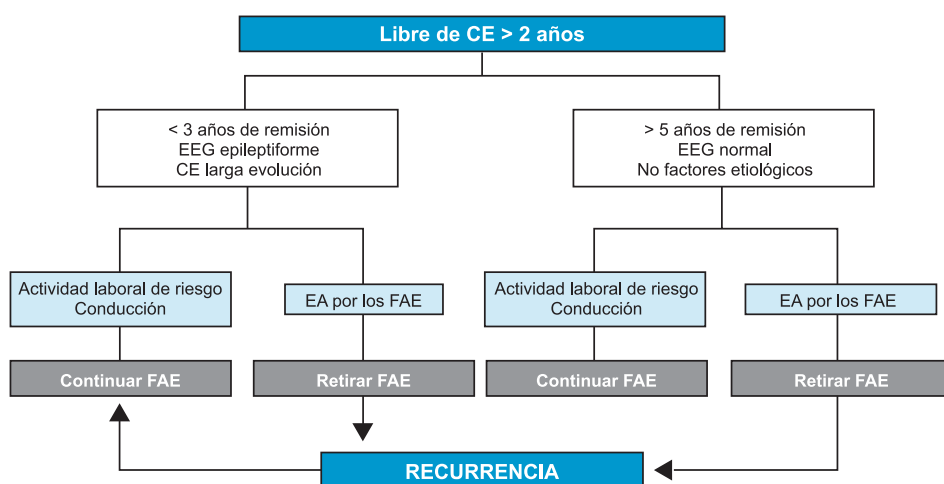 Libre de CE > 2 años
< 3 años de remisión
EEG epileptiforme
CE larga evolución
> 5 años de remisión
EEG normal
No factores etiológicos
Actividad laboral de riesgo
Conducción
EA por los FAE
Actividad laboral de riesgo
Conducción
EA por los FAE
Continuar FAE
Retirar FAE
Continuar FAE
Retirar FAE
RECURRENCIA